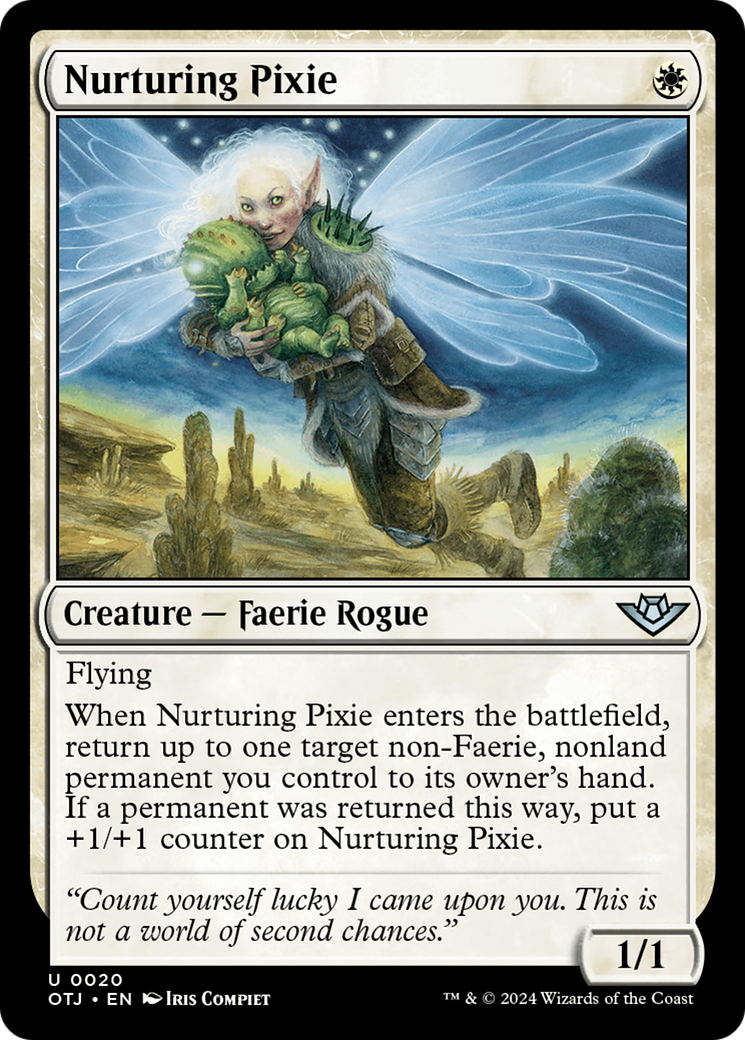 Nurturing Pixie
Creature — Faerie Rogue
Flying
When Nurturing Pixie enters the battlefield,
return up to one target non-Faerie, nonland
permanent you control to its owner's hand.
If a permanent was returned this way, put a
+1/+1 counter on Nurturing Pixie.
“Count yourself lucky I came upon you. This is
not a world of second chances.”
1/1
U 0020
OTJ • EN Iris Compiet
™ & © 2024 Wizards of the Coast